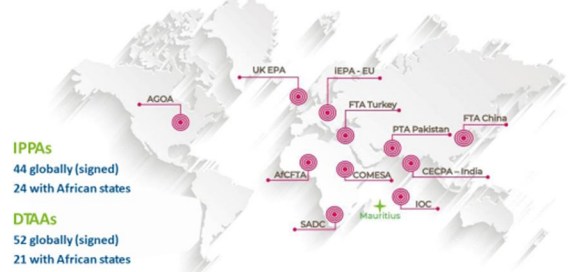 UK EPA
iEPA - EU
AGOA
FTA Turkey
FTA China
PTA Pakistan
IPPAs
44 globally (signed)
24 with African states
AfCFTA
COMESA
CECPA – India
IOC
Mauritius
SADC
DTAAs
52 globally (signed)
21 with African states